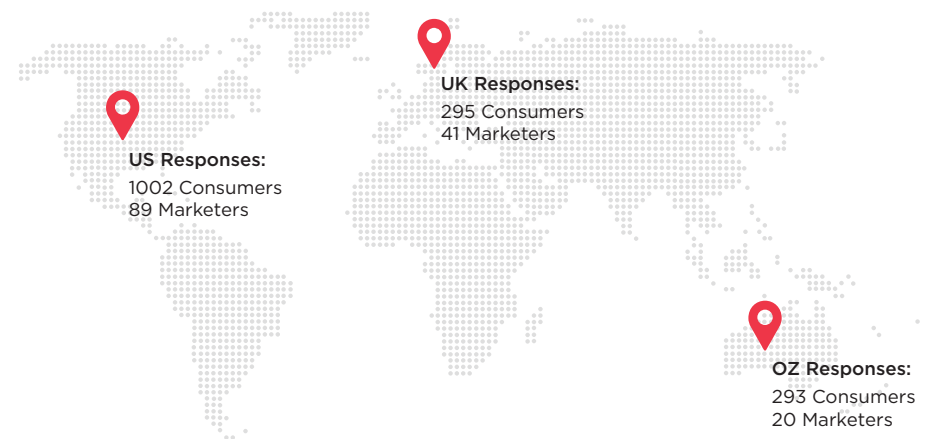 UK Responses:
295 Consumers
41 Marketers
US Responses:
1002 Consumers
89 Marketers
OZ Responses:
293 Consumers
20 Marketers